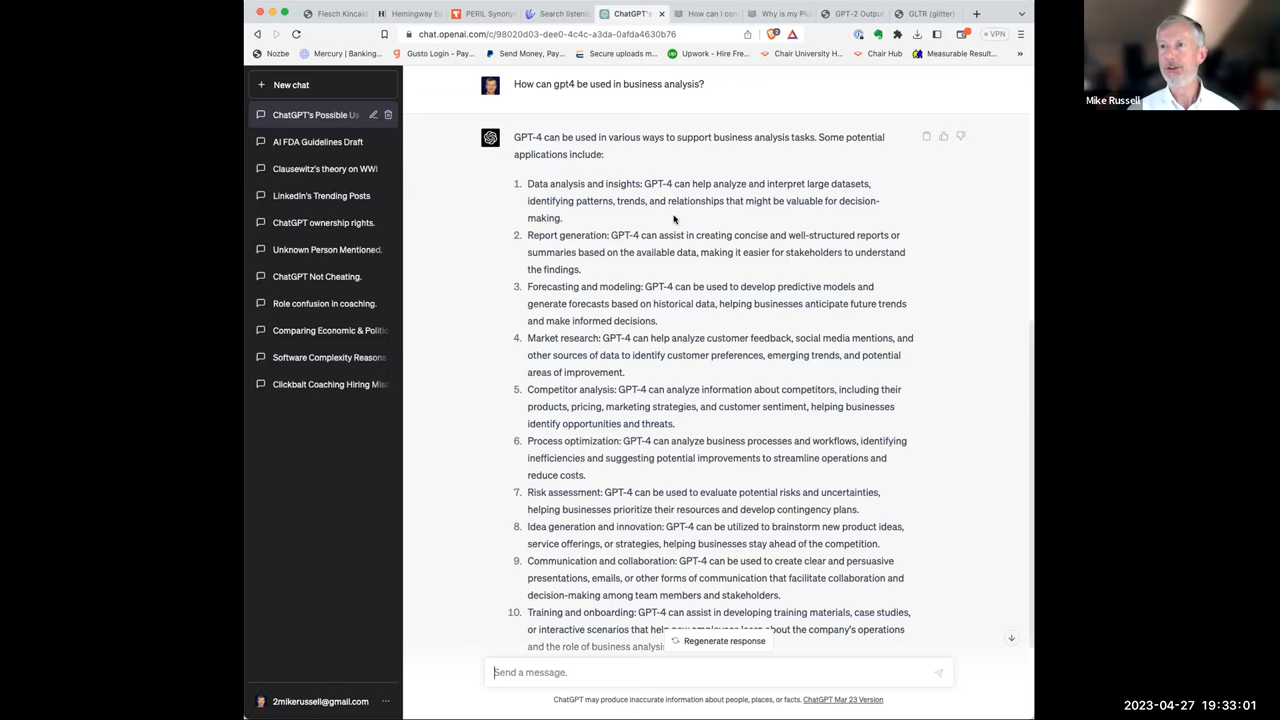 Flesch Kincaid
Hemingway Ed
PERIL Synonym
Search listene
ChatGPT's
How can I con
Why is my Plu
GPT-2 Output
GLTR (glitter)
chat.openai.com/c/98020d03-dee0-4c4c-a3da-0afda4630b76
VPN
Nozbe
Mercury | Banking...
Gusto Login - Pay...
Send Money, Pay...
Secure uploads m...
Upwork - Hire Fre...
Chair University H...
Chair Hub
Measurable Result...
New chat
ChatGPT's Possible Us
AI FDA Guidelines Draft
Clausewitz's theory on WWI
LinkedIn's Trending Posts
ChatGPT ownership rights.
Unknown Person Mentioned.
ChatGPT Not Cheating.
Role confusion in coaching.
Comparing Economic & Politic
Software Complexity Reasons
Clickbait Coaching Hiring Mis
2mikerussell@gmail.com
How can gpt4 be used in business analysis?
GPT-4 can be used in various ways to support business analysis tasks. Some potential
applications include:
1. Data analysis and insights: GPT-4 can help analyze and interpret large datasets,
identifying patterns, trends, and relationships that might be valuable for decision-
making.
2. Report generation: GPT-4 can assist in creating concise and well-structured reports or
summaries based on the available data, making it easier for stakeholders to understand
the findings.
3. Forecasting and modeling: GPT-4 can be used to develop predictive models and
generate forecasts based on historical data, helping businesses anticipate future trends
and make informed decisions.
4. Market research: GPT-4 can help analyze customer feedback, social media mentions, and
other sources of data to identify customer preferences, emerging trends, and potential
areas of improvement.
5. Competitor analysis: GPT-4 can analyze information about competitors, including their
products, pricing, marketing strategies, and customer sentiment, helping businesses
identify opportunities and threats.
6. Process optimization: GPT-4 can analyze business processes and workflows, identifying
inefficiencies and suggesting potential improvements to streamline operations and
reduce costs.
7. Risk assessment: GPT-4 can be used to evaluate potential risks and uncertainties,
helping businesses prioritize their resources and develop contingency plans.
8. Idea generation and innovation: GPT-4 can be utilized to brainstorm new product ideas,
service offerings, or strategies, helping businesses stay ahead of the competition.
9. Communication and collaboration: GPT-4 can be used to create clear and persuasive
presentations, emails, or other forms of communication that facilitate collaboration and
decision-making among team members and stakeholders.
10. Training and onboarding: GPT-4 can assist in developing training materials, case studies,
or interactive scenarios that help about the company's operations
and the role of business analysis
Regenerate response
Send a message.
ChatGPT may produce inaccurate information about people, places, or facts. ChatGPT Mar 23 Version
Mike Russell
2023-04-27 19:33:01